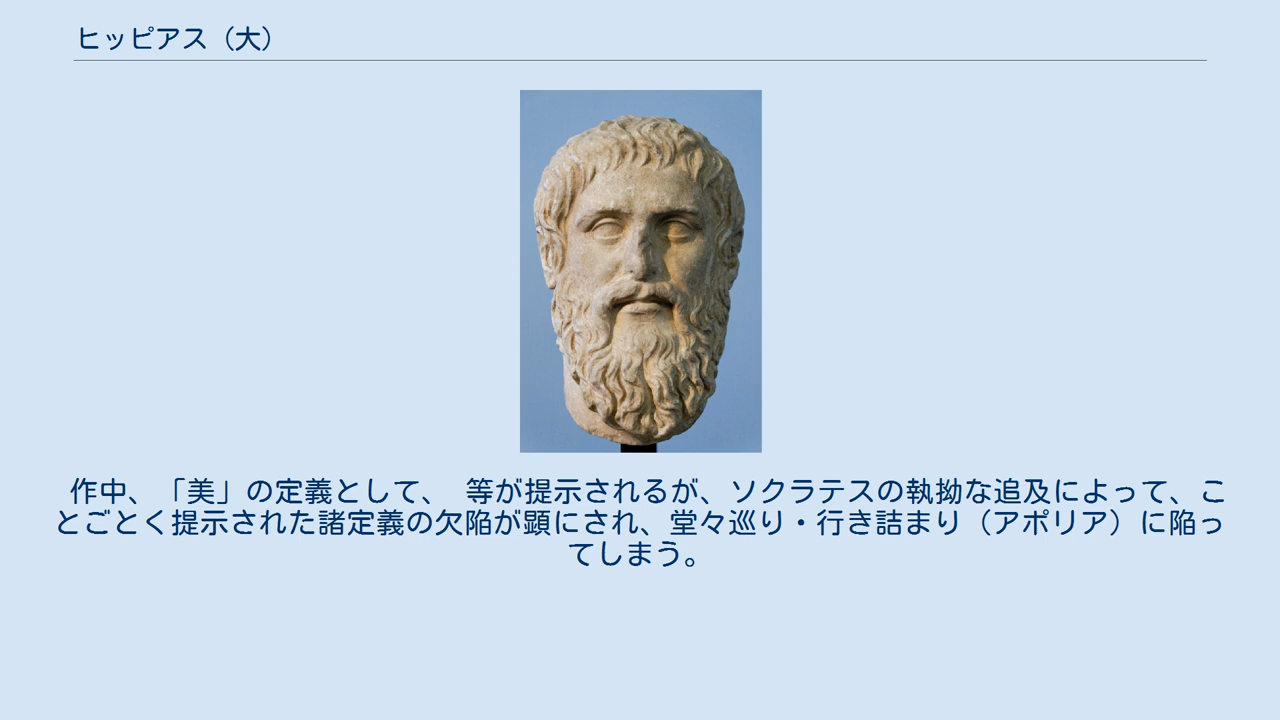 ヒッピアス（大）
作中、「美」の定義として、 等が提示されるが、ソクラテスの執拗な追及によって、こ
とごとく提示された諸定義の欠陥が顕にされ、堂々巡り・行き詰まり（アポリア）に陥っ
てしまう。